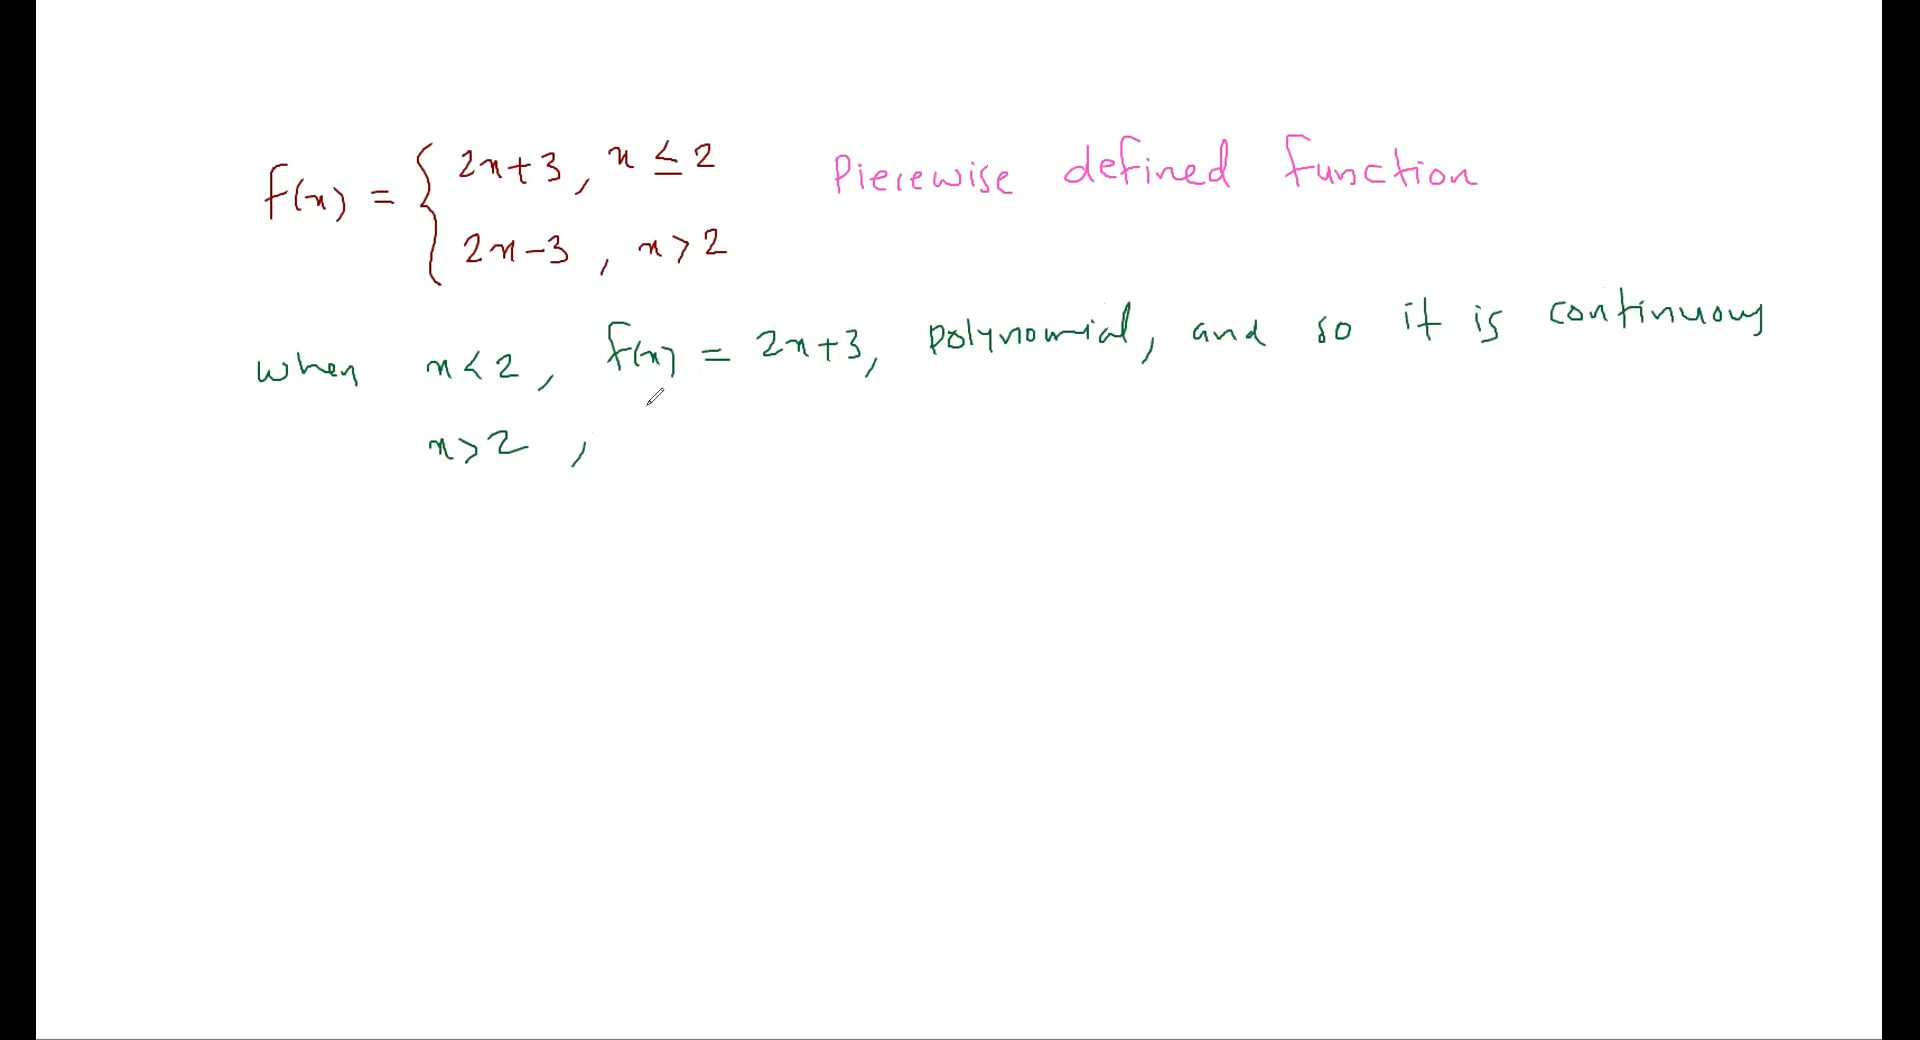 f(x) = { 2x+3, x ≤ 2 Piecewise defined function
2x-3, x>2
when x<2, f(x) = 2x+3, polynomial, and so it is continuous
x>2,